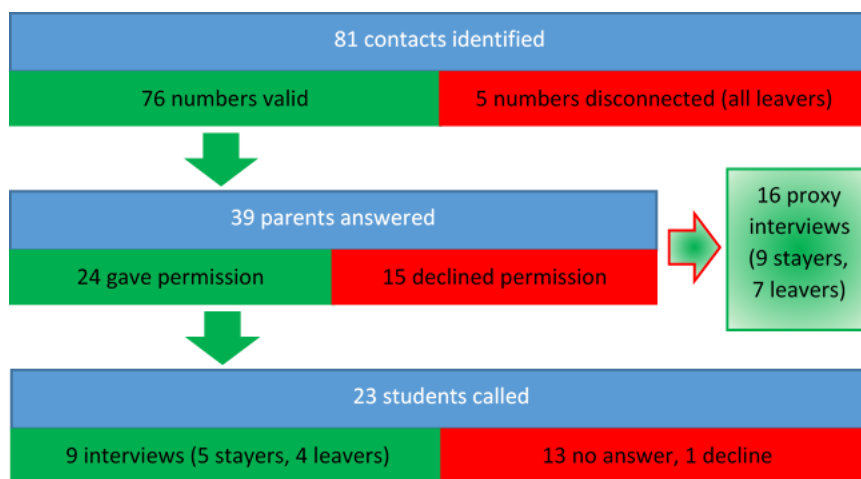 81 contacts identified
76 numbers valid
5 numbers disconnected (all leavers)
39 parents answered
24 gave permission
15 declined permission
16 proxy
interviews
(9 stayers,
7 leavers)
23 students called
9 interviews (5 stayers, 4 leavers)
13 no answer, 1 decline